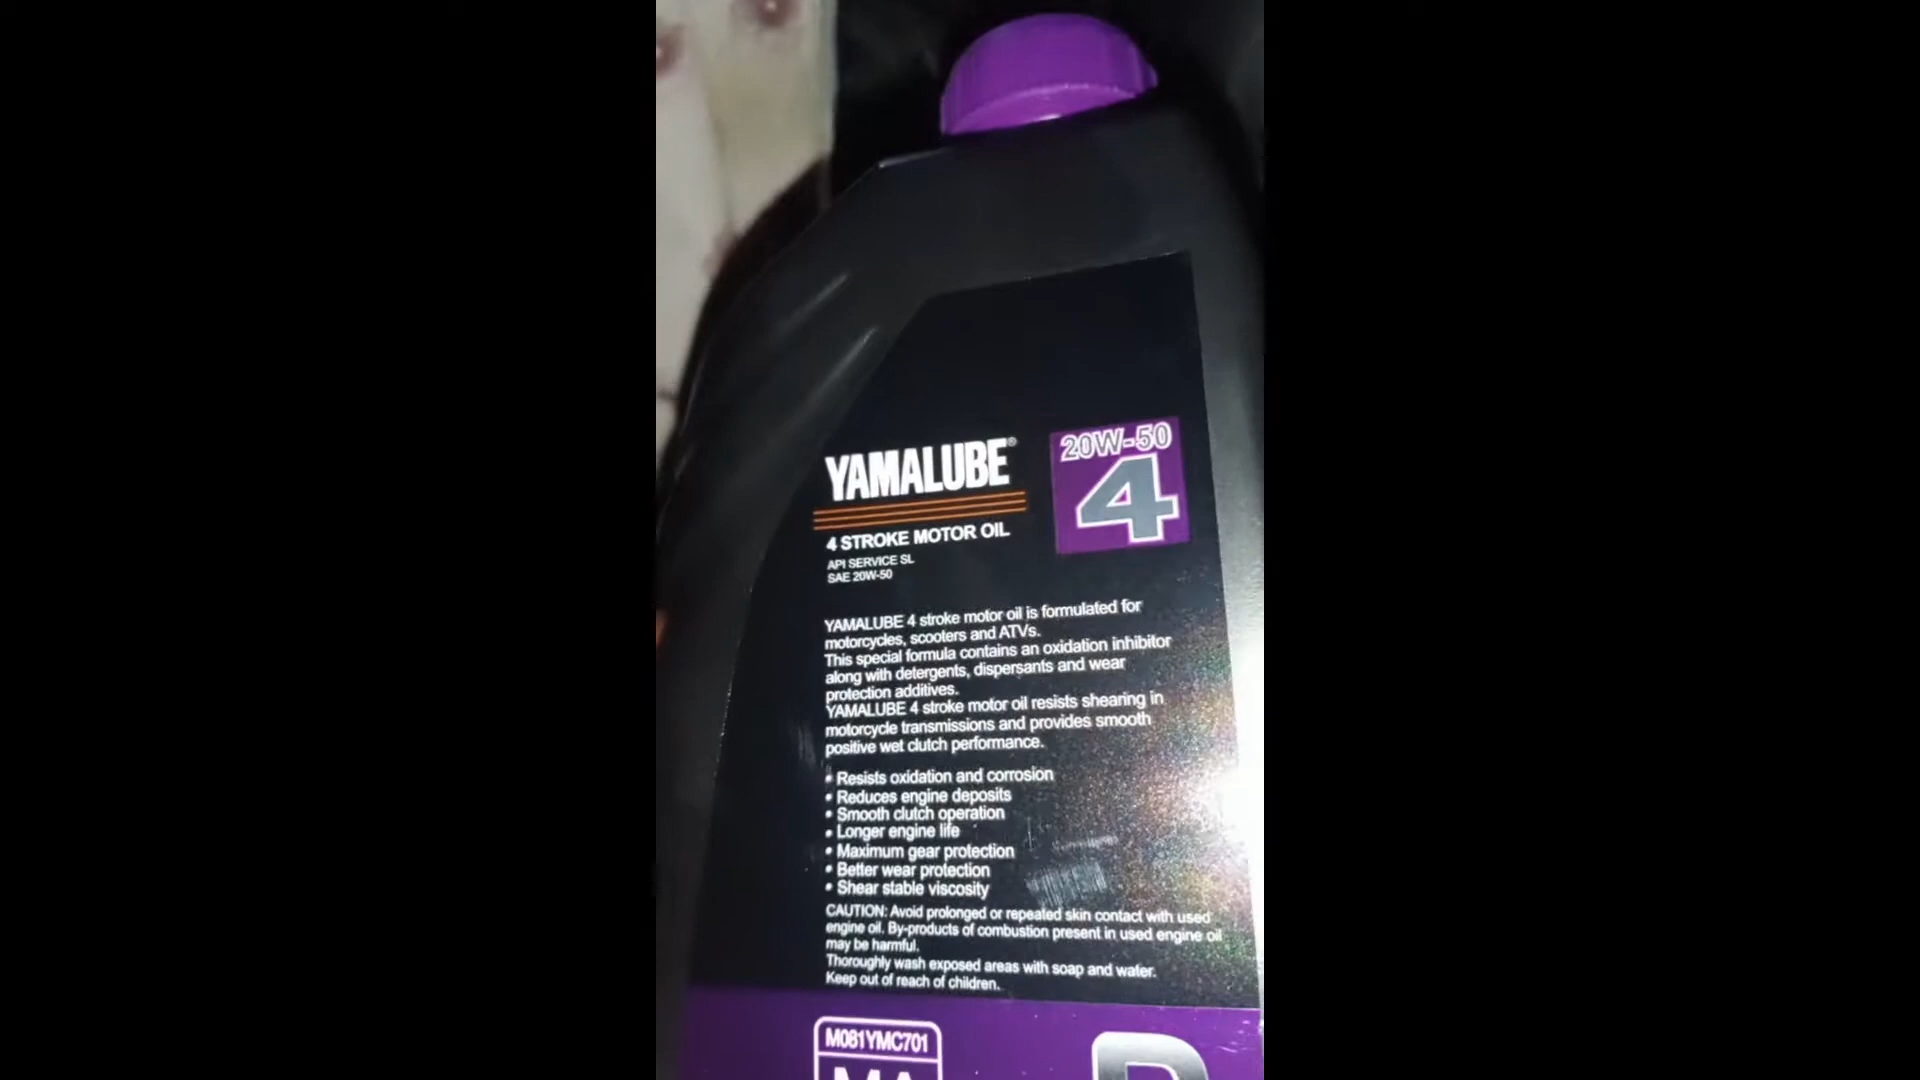 YAMALUBE®
20W-50
4
4 STROKE MOTOR OIL
API SERVICE SL
SAE 20W-50
YAMALUBE 4 stroke motor oil is formulated for
motorcycles, scooters and ATVs.
This special formula contains an oxidation inhibitor
along with detergents, dispersants and wear
protection additives.
YAMALUBE 4 stroke motor oil resists shearing in
motorcycle transmissions and provides smooth
positive wet clutch performance.
• Resists oxidation and corrosion
• Reduces engine deposits
• Smooth clutch operation
• Longer engine life
• Maximum gear protection
• Better wear protection
• Shear stable viscosity
CAUTION: Avoid prolonged or repeated skin contact with used
engine oil. By-products of combustion present in used engine oil
may be harmful.
Thoroughly wash exposed areas with soap and water.
Keep out of reach of children.
M081YMC701
MA